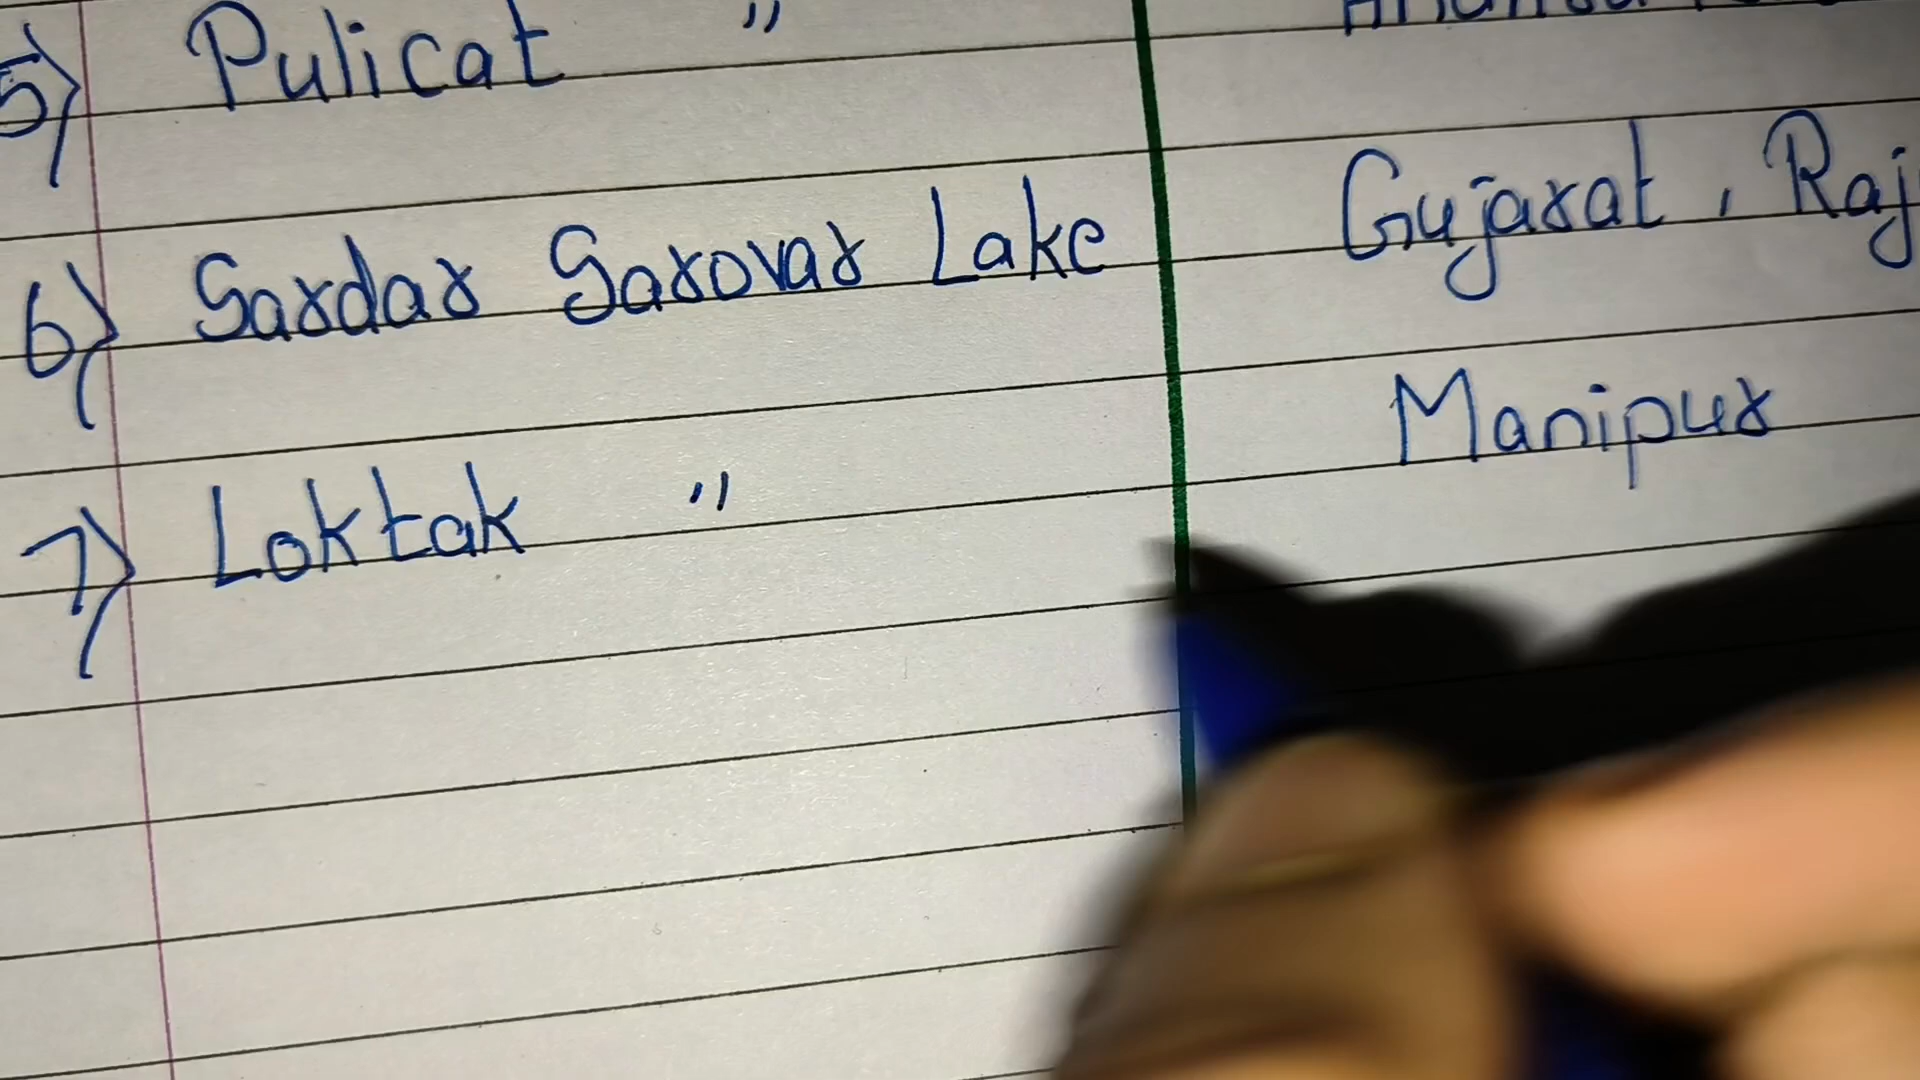 5) Pulicat "
6) Sardar Sarovar Lake Gujarat, Raj
7) Loktak " Manipur